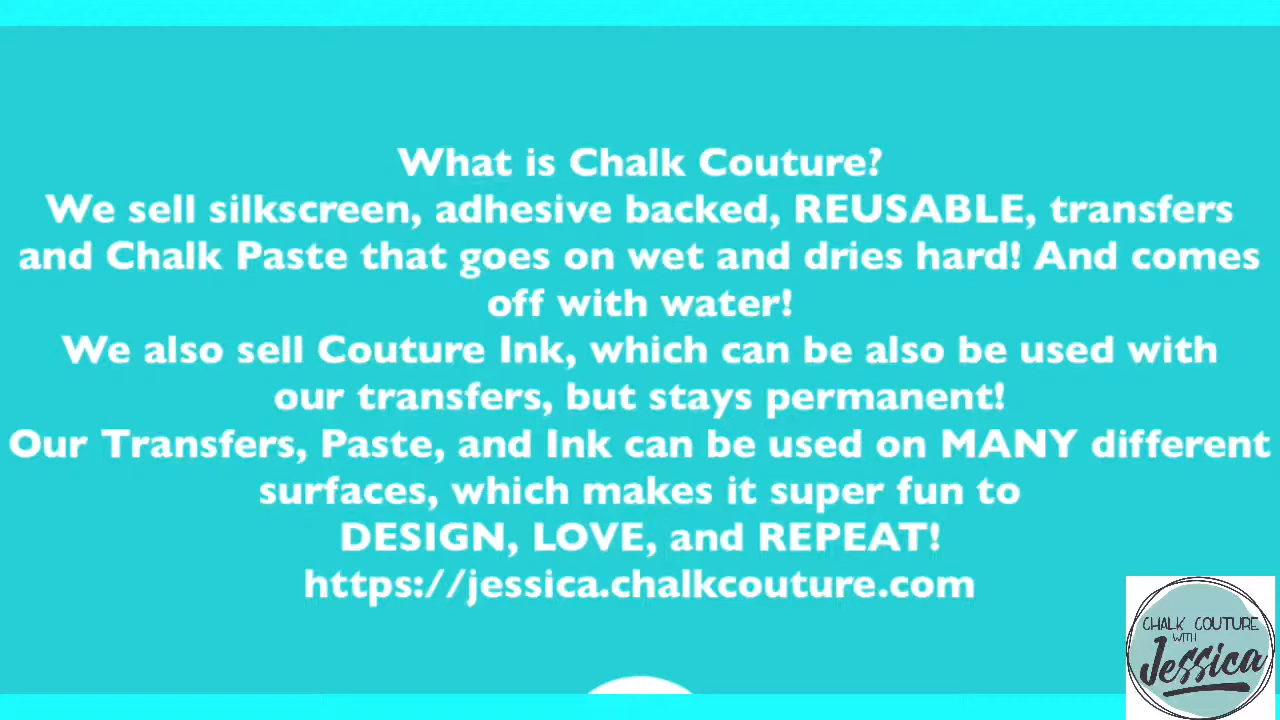 What is Chalk Couture?
We sell silkscreen, adhesive backed, REUSABLE, transfers
and Chalk Paste that goes on wet and dries hard! And comes
off with water!
We also sell Couture Ink, which can be also be used with
our transfers, but stays permanent!
Our Transfers, Paste, and Ink can be used on MANY different
surfaces, which makes it super fun to
DESIGN, LOVE, and REPEAT!
https://jessica.chalkcouture.com
CHALK COUTURE
WITH
Jessica